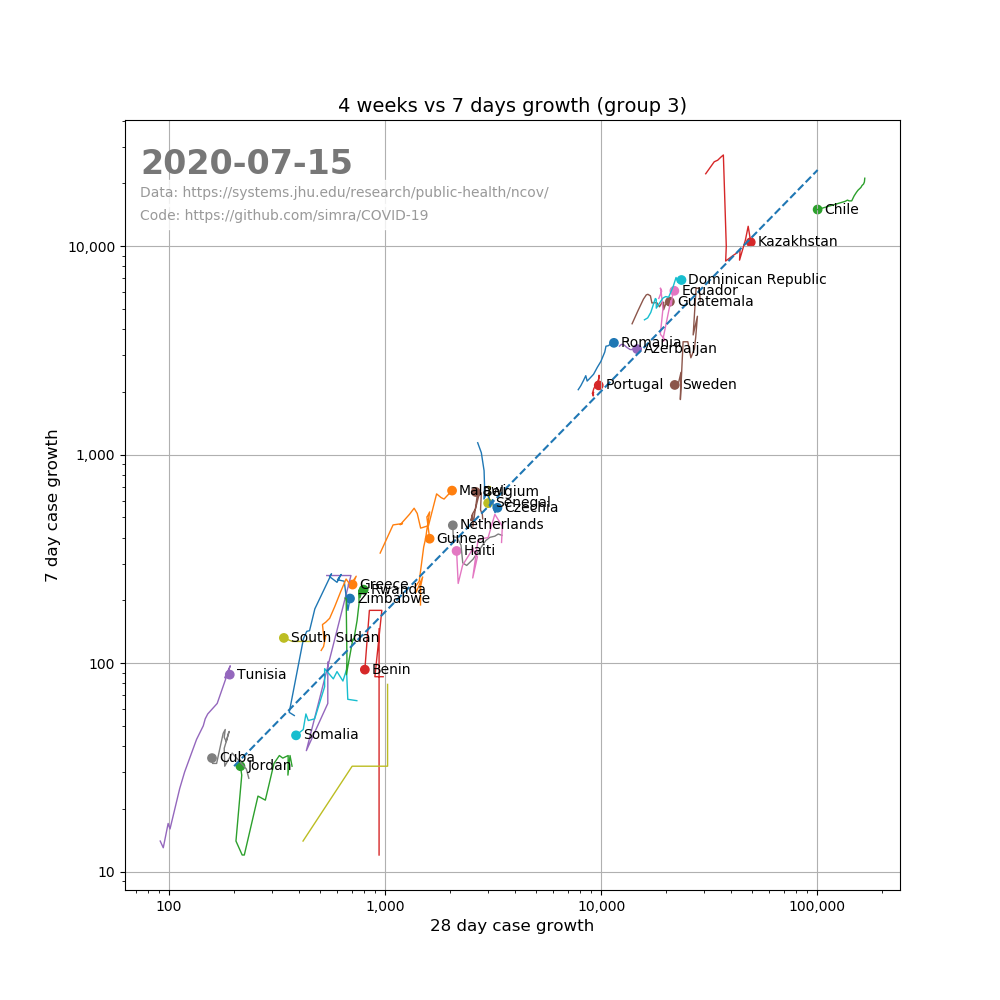 4 weeks vs 7 days growth (group 3)
2020-07-15
Data: https://systems.jhu.edu/research/public-health/ncov/
Code: https://github.com/simra/COVID-19
Chile
10,000
Kazakhstan
Dominican Republic
Ecuador
Guatemala
Romania
Azerbaijan
Portugal
Sweden
1,000
Malawi
Belgium
Senegal
Czechia
Netherlands
Guinea
Haiti
7 day case growth
Greece
Rwanda
Zimbabwe
South Sudan
100
Benin
Tunisia
Somalia
Cuba
Jordan
10
100 1,000 10,000 100,000
28 day case growth